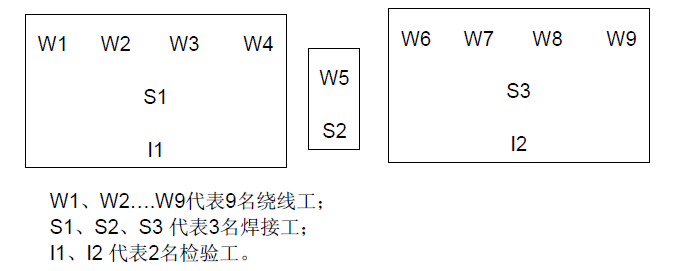 W1 W2 W3 W4
S1
I1
W5
S2
W6 W7 W8 W9
S3
I2
W1、W2....W9代表9名绕线工；
S1、S2、S3 代表3名焊接工；
I1、I2 代表2名检验工。